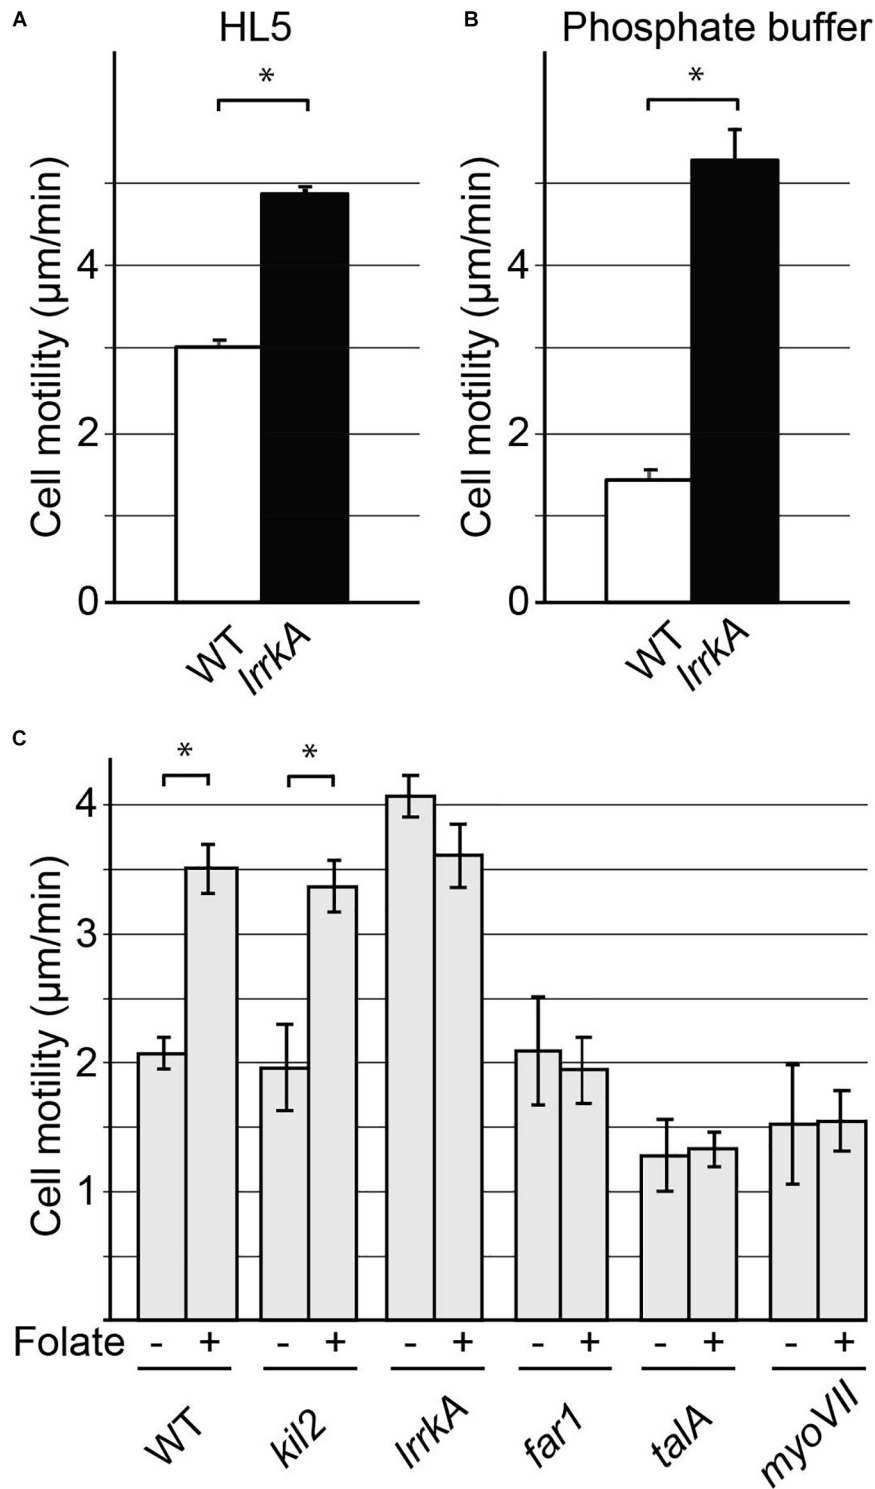 A
HL5
*
Cell motility (µm/min)
4
2
0
WT
lrrkA
B
Phosphate buffer
*
Cell motility (µm/min)
4
2
0
WT
lrrkA
C
*
*
Cell motility (µm/min)
4
3
2
1
Folate - + - + - + - + - + - +
WT
kil2
lrrkA
far1
talA
myoVII